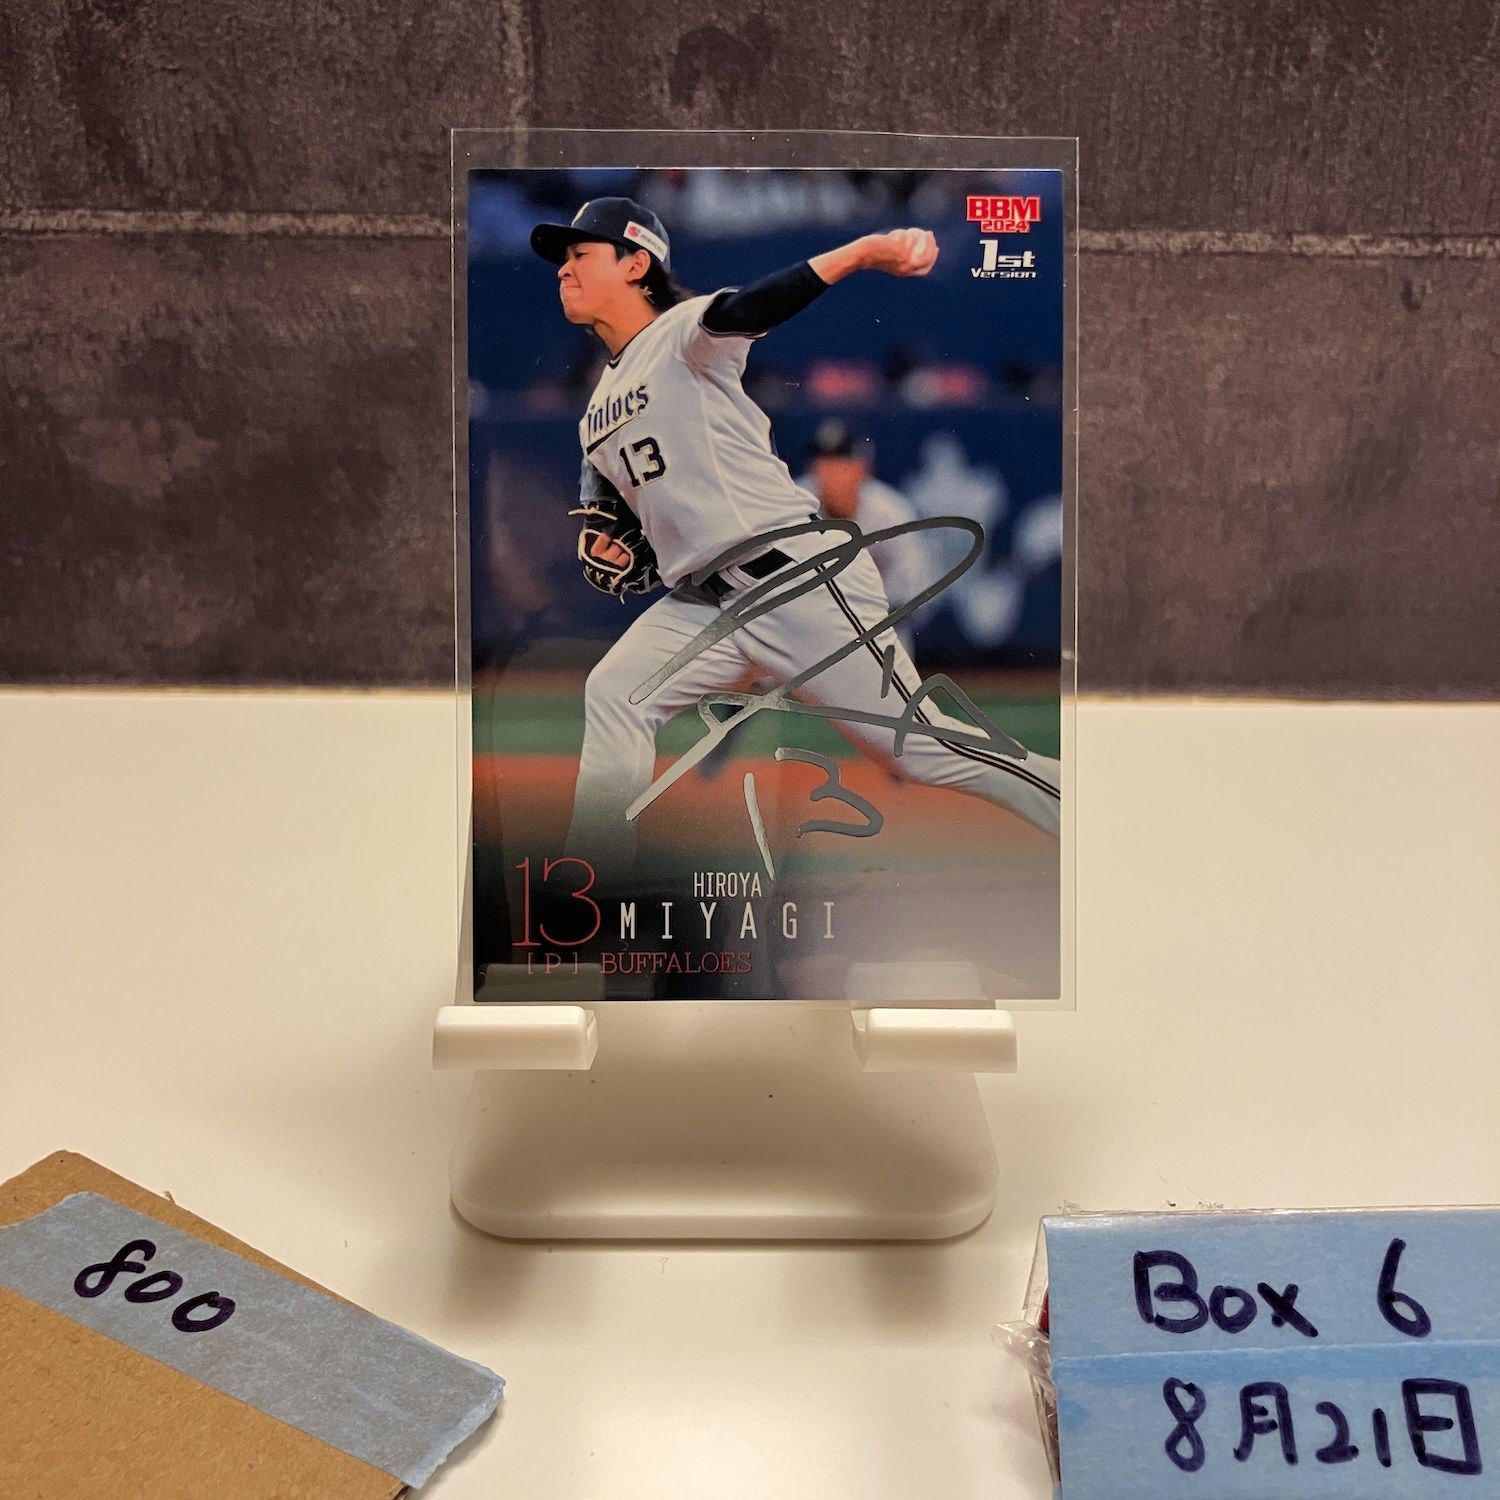 BBM
2024
1st
Version
faloes
13
13
13
HIROYA
MIYAGI
[P] BUFFALOES
800
Box 6
8月21日